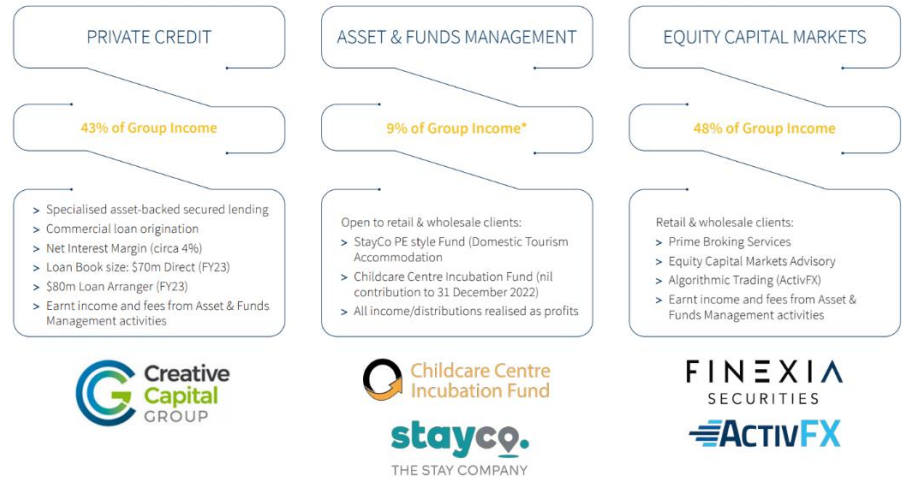 PRIVATE CREDIT
43% of Group Income
> Specialised asset-backed secured lending
> Commercial loan origination
> Net Interest Margin (circa 4%)
> Loan Book size: $70m Direct (FY23)
> $80m Loan Arranger (FY23)
> Earnt income and fees from Asset & Funds
Management activities
Creative
Capital
GROUP
ASSET & FUNDS MANAGEMENT
9% of Group Income*
Open to retail & wholesale clients:
> StayCo PE style Fund (Domestic Tourism
Accommodation
> Childcare Centre Incubation Fund (nil
contribution to 31 December 2022)
> All income/distributions realised as profits
Childcare Centre
Incubation Fund
stayco.
THE STAY COMPANY
EQUITY CAPITAL MARKETS
48% of Group Income
Retail & wholesale clients:
> Prime Broking Services
> Equity Capital Markets Advisory
> Algorithmic Trading (ActivFX)
> Earnt income and fees from Asset &
Funds Management activities
FINEXIA
SECURITIES
ACTIVFX